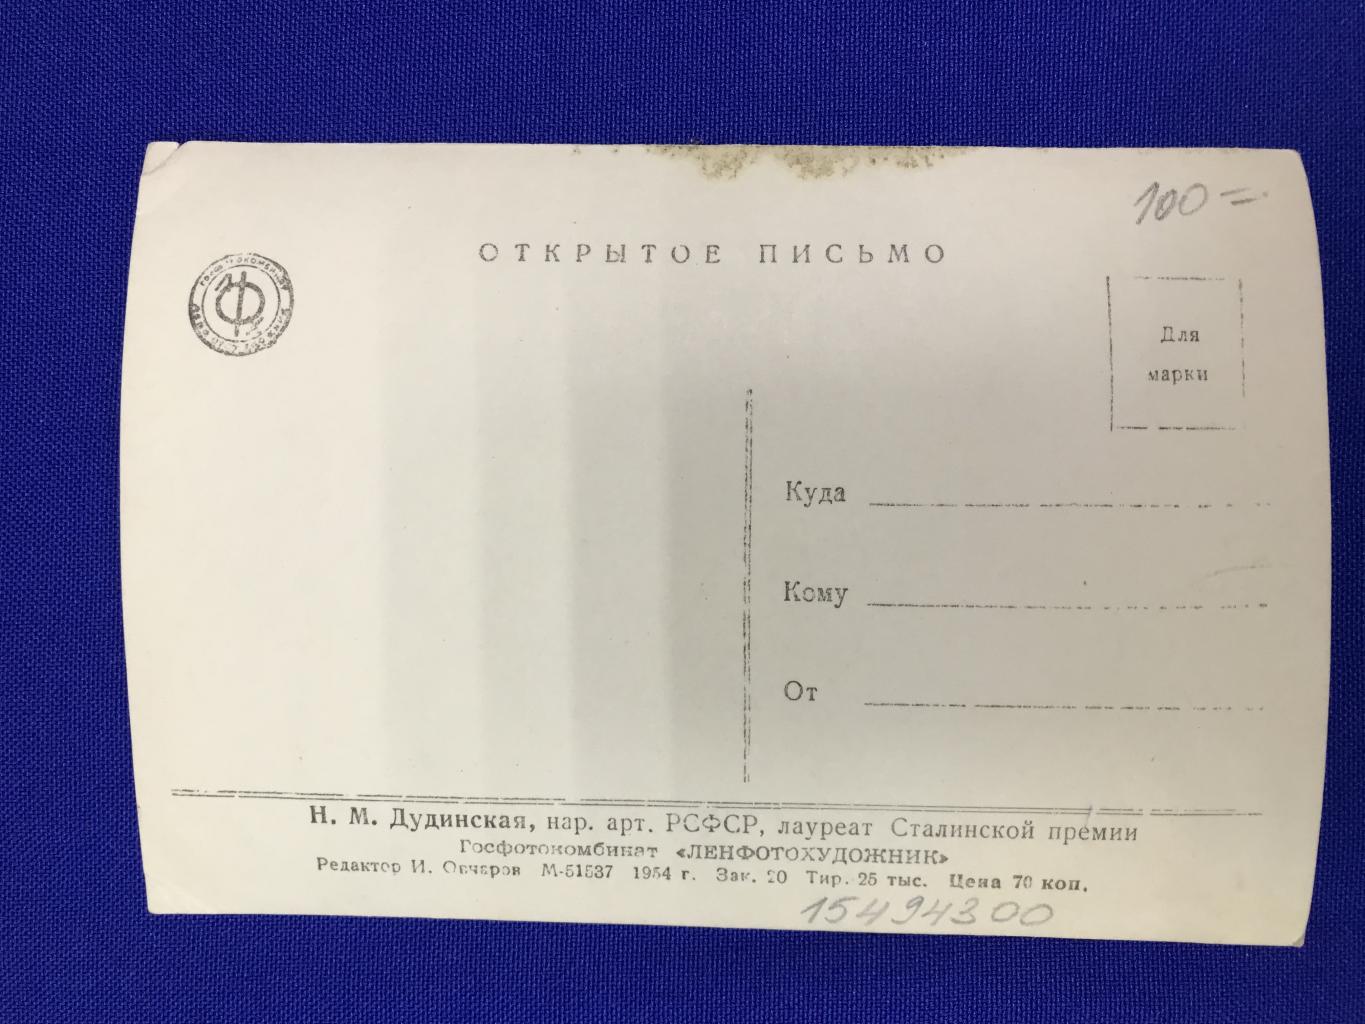 100=
ОТКРЫТОЕ ПИСЬМО
Для
марки
Куда
Кому
От
Н. М. Дудинская, нар. арт. РСФСР, лауреат Сталинской премии
Госфотокомбинат «ЛЕНФОТОХУДОЖНИК»
Редактор И. Овчаров М-51537 1954 г. Зак. 20 Тир. 25 тыс. Цена 70 коп.
15494300